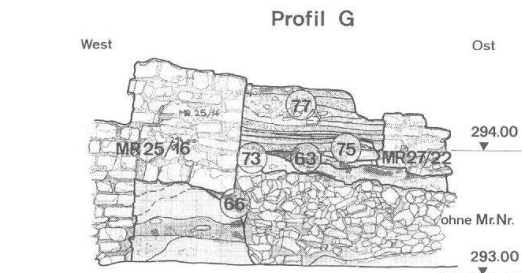 Profil G
West
Ost
77
MR 25/16
294.00
MR25/16
73
63
75
MR27/22
66
ohne Mr.Nr.
293.00